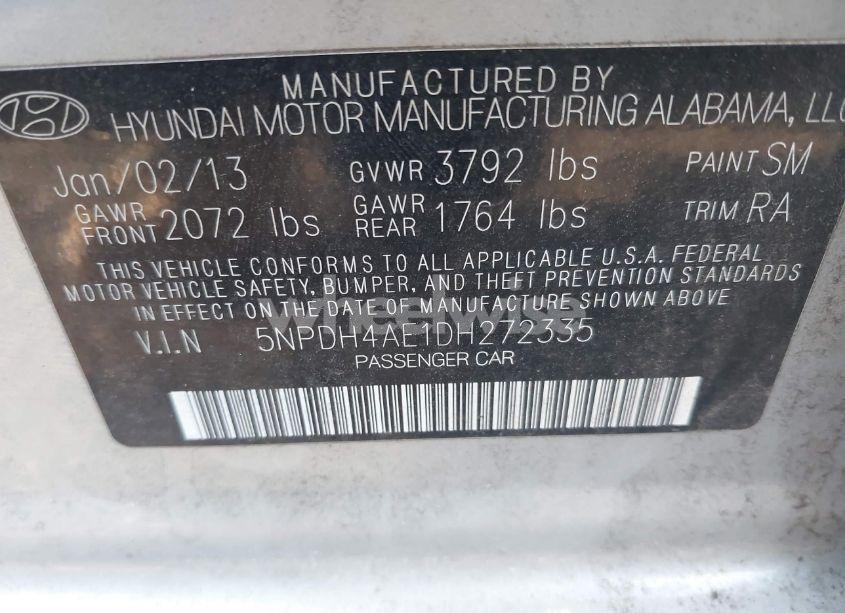 MANUFACTURED BY
HYUNDAI MOTOR MANUFACTURING ALABAMA, LLC
Jan/02/13 GVWR 3792 lbs PAINT SM
GAWR FRONT 2072 lbs GAWR REAR 1764 lbs TRIM RA
THIS VEHICLE CONFORMS TO ALL APPLICABLE U.S.A. FEDERAL
MOTOR VEHICLE SAFETY, BUMPER, AND THEFT PREVENTION STANDARDS
IN EFFECT ON THE DATE OF MANUFACTURE SHOWN ABOVE
wheelwise
V.I.N 5NPDH4AE1DH272335
PASSENGER CAR